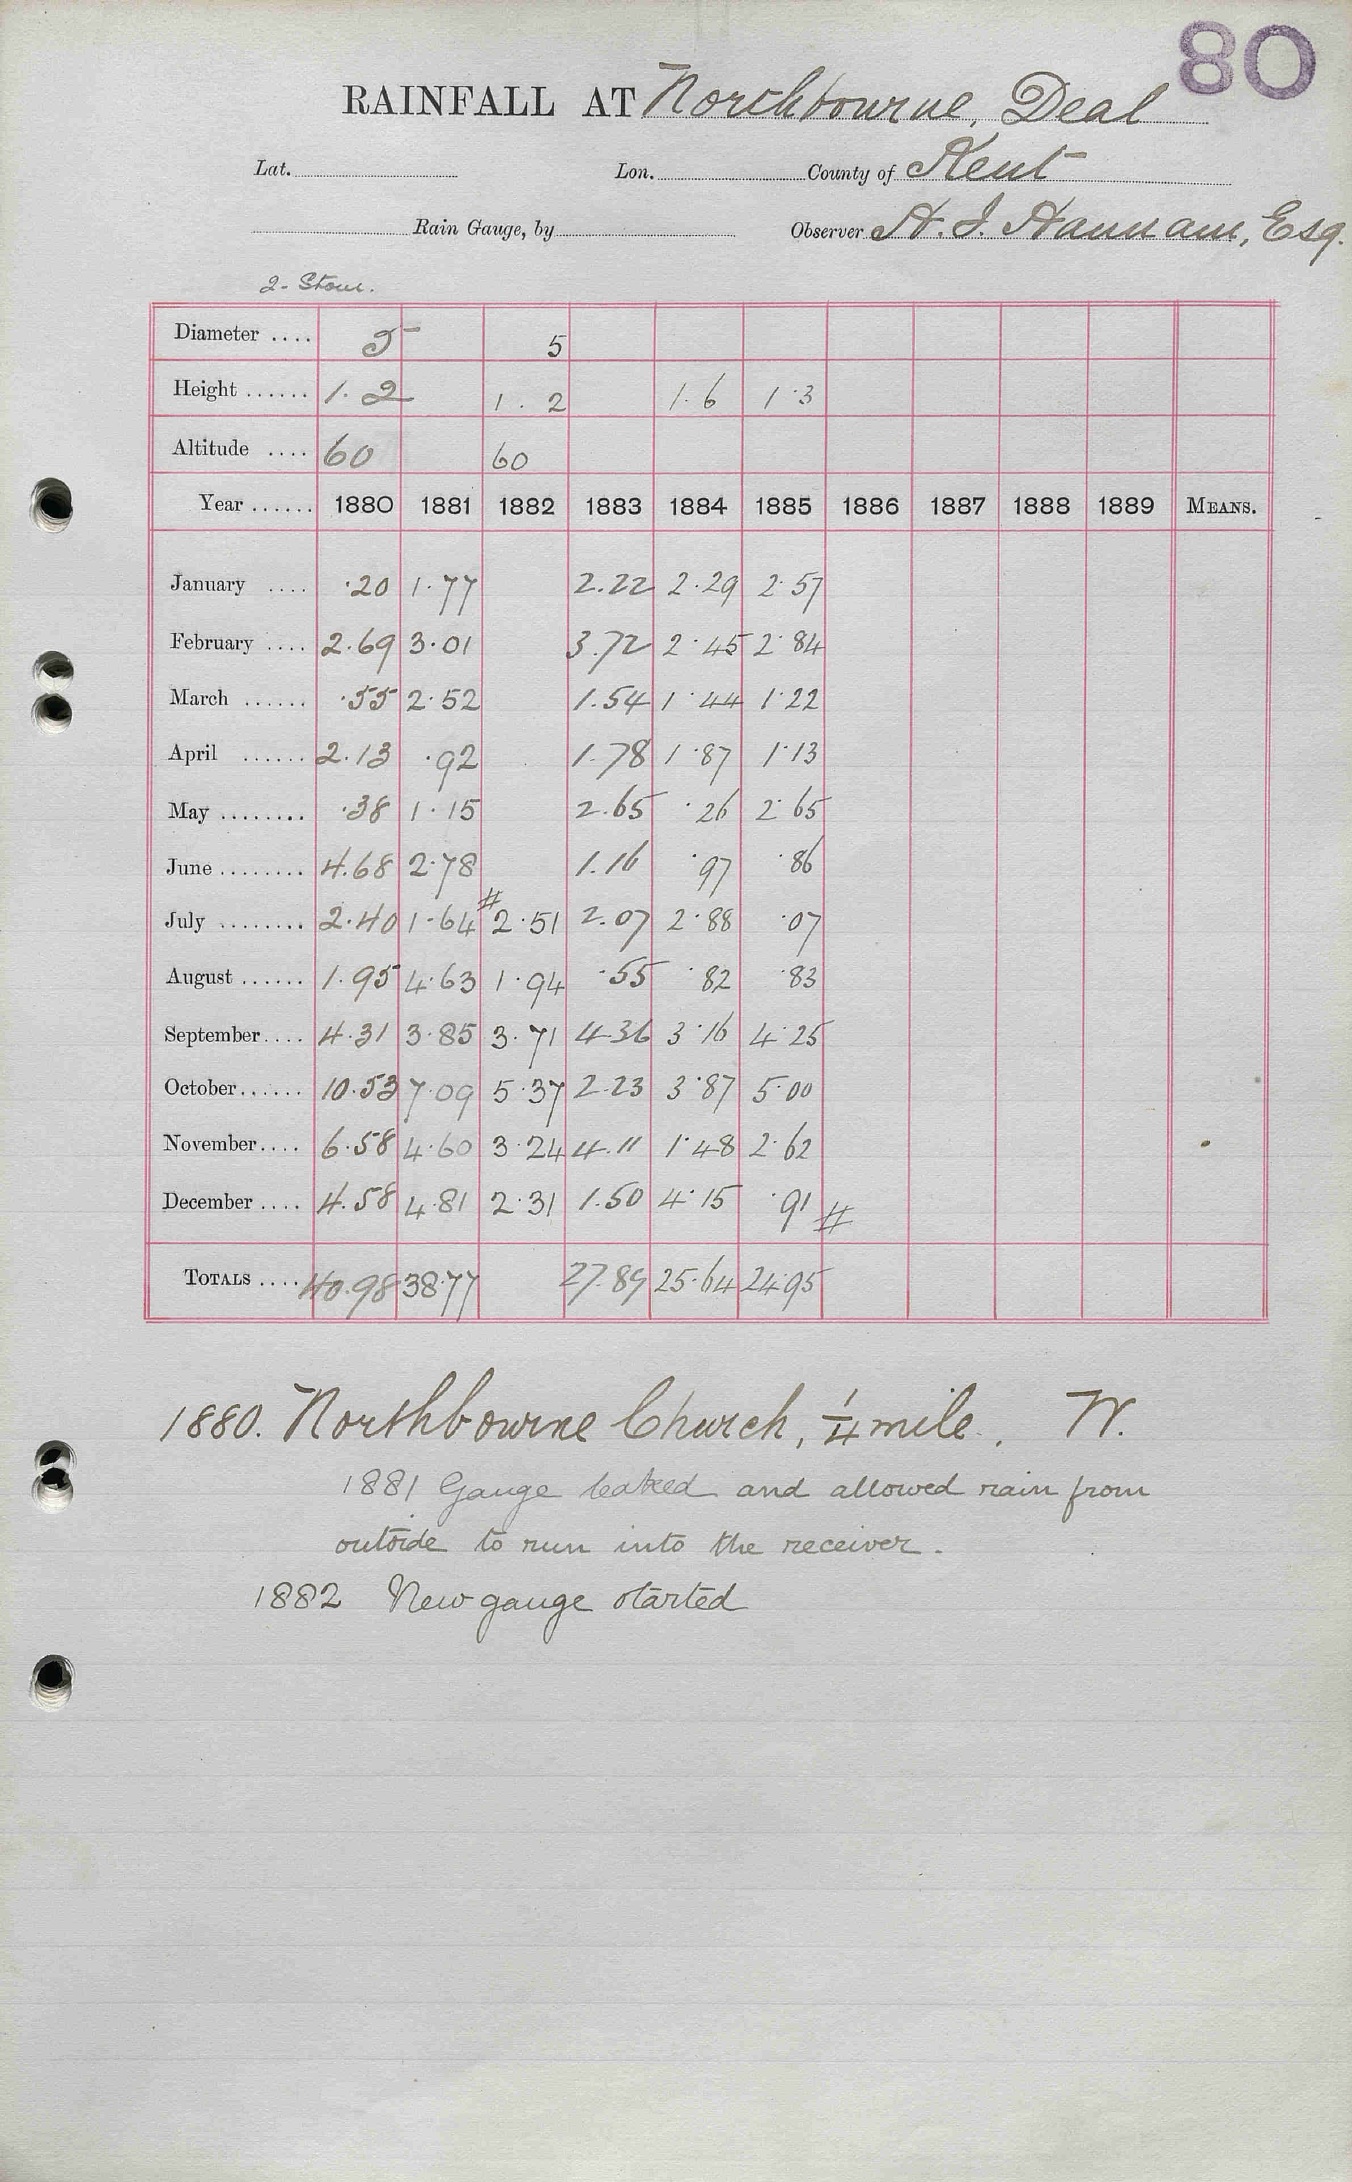 80
RAINFALL AT Northbourne, Deal
Lat. Lon. County of Kent
Rain Gauge, by Observer H. J. Hannam, Esq.
2- Stour.
Diameter .... 5 5
Height ...... 1.2 1.2 1.6 1.3
Altitude .... 60 60
Year ...... 1880 1881 1882 1883 1884 1885 1886 1887 1888 1889 MEANS.
January .... .20 1.77 2.22 2.29 2.57
February .... 2.69 3.01 3.72 2.45 2.84
March ...... .55 2.52 1.54 1.44 1.22
April ...... 2.13 .92 1.78 1.87 1.13
May ........ .38 1.15 2.65 .26 2.65
June ........ 4.68 2.78 1.16 .97 .86
July ........ 2.40 1.64 # 2.51 2.07 2.88 .07
August ...... 1.95 4.63 1.94 .55 .82 .83
September.... 4.31 3.85 3.71 4.36 3.16 4.25
October...... 10.53 7.09 5.37 2.23 3.87 5.00
November.... 6.58 4.60 3.24 4.11 1.48 2.62
December .... 4.58 4.81 2.31 1.50 4.15 .91 #
TOTALS .... 40.98 38.77 27.89 25.64 24.95
1880. Northbourne Church, 1/4 mile. W.
1881 Gauge leaked and allowed rain from
outside to run into the receiver.
1882 New gauge started